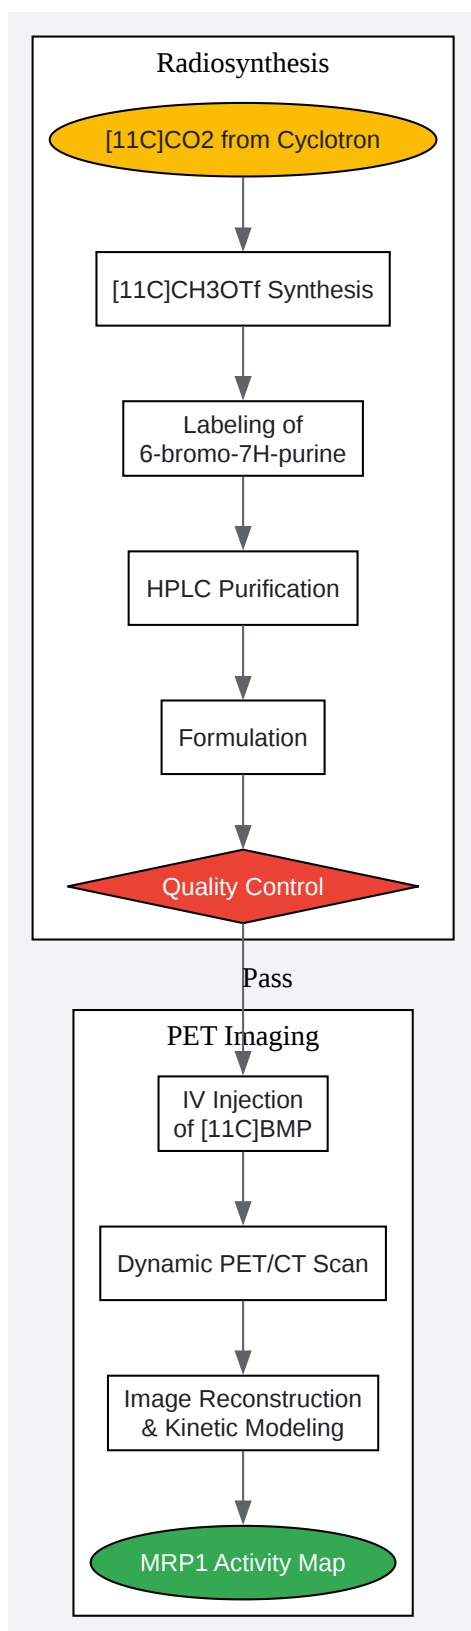 Radiosynthesis
[11C]CO2 from Cyclotron
[11C]CH3OTf Synthesis
Labeling of
6-bromo-7H-purine
HPLC Purification
Formulation
Quality Control
Pass
PET Imaging
IV Injection
of [11C]BMP
Dynamic PET/CT Scan
Image Reconstruction
& Kinetic Modeling
MRP1 Activity Map